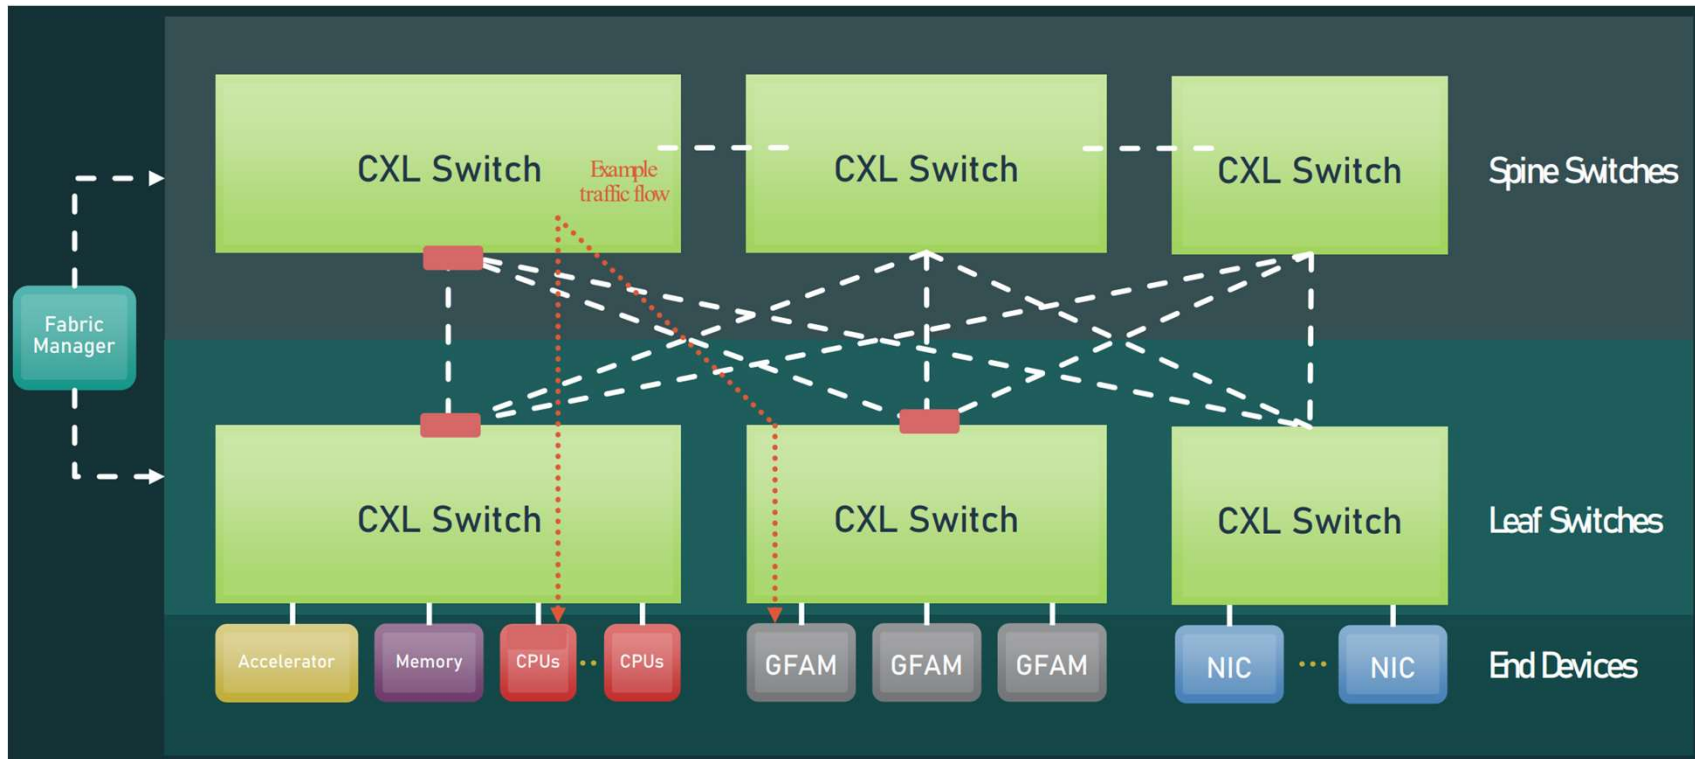 CXL Switch
Example
traffic flow
CXL Switch
CXL Switch
Spine Switches
Fabric
Manager
CXL Switch
CXL Switch
CXL Switch
Leaf Switches
Accelerator
Memory
CPUs
CPUs
GFAM
GFAM
GFAM
NIC
NIC
End Devices